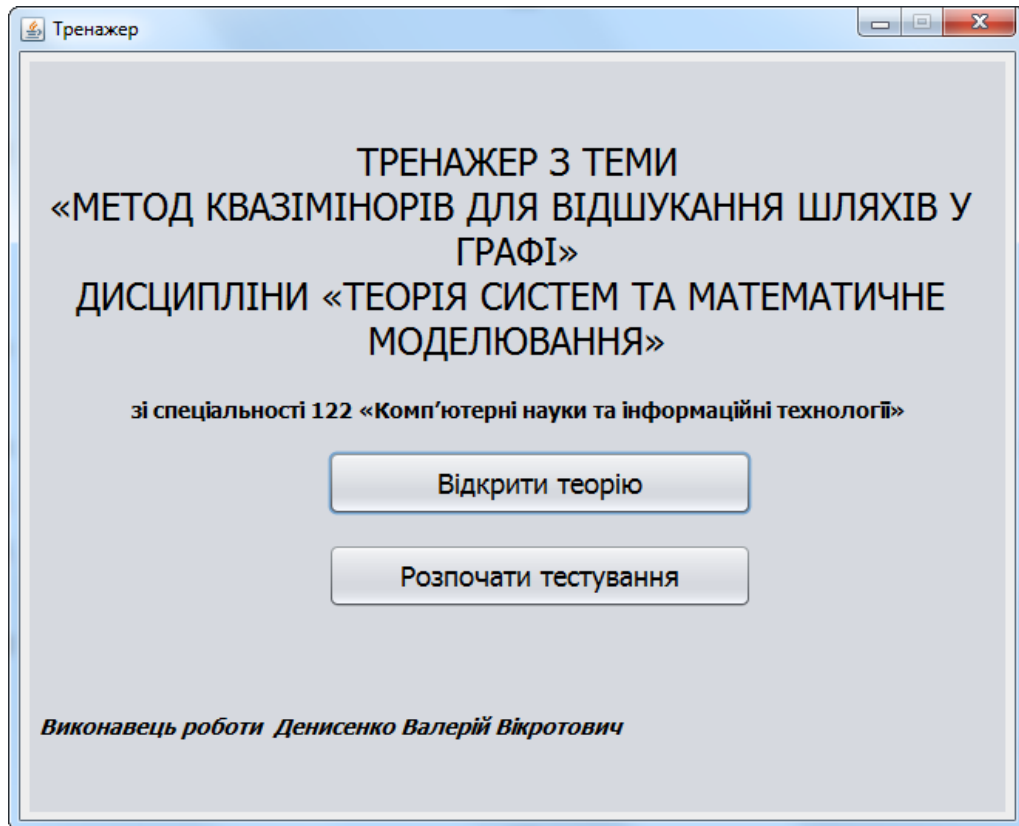 Тренажер
ТРЕНАЖЕР З ТЕМИ
«МЕТОД КВАЗІМІНОРІВ ДЛЯ ВІДШУКАННЯ ШЛЯХІВ У
ГРАФІ»
ДИСЦИПЛІНИ «ТЕОРІЯ СИСТЕМ ТА МАТЕМАТИЧНЕ
МОДЕЛЮВАННЯ»
зі спеціальності 122 «Комп’ютерні науки та інформаційні технології»
Відкрити теорію
Розпочати тестування
Виконавець роботи Денисенко Валерій Вікротович